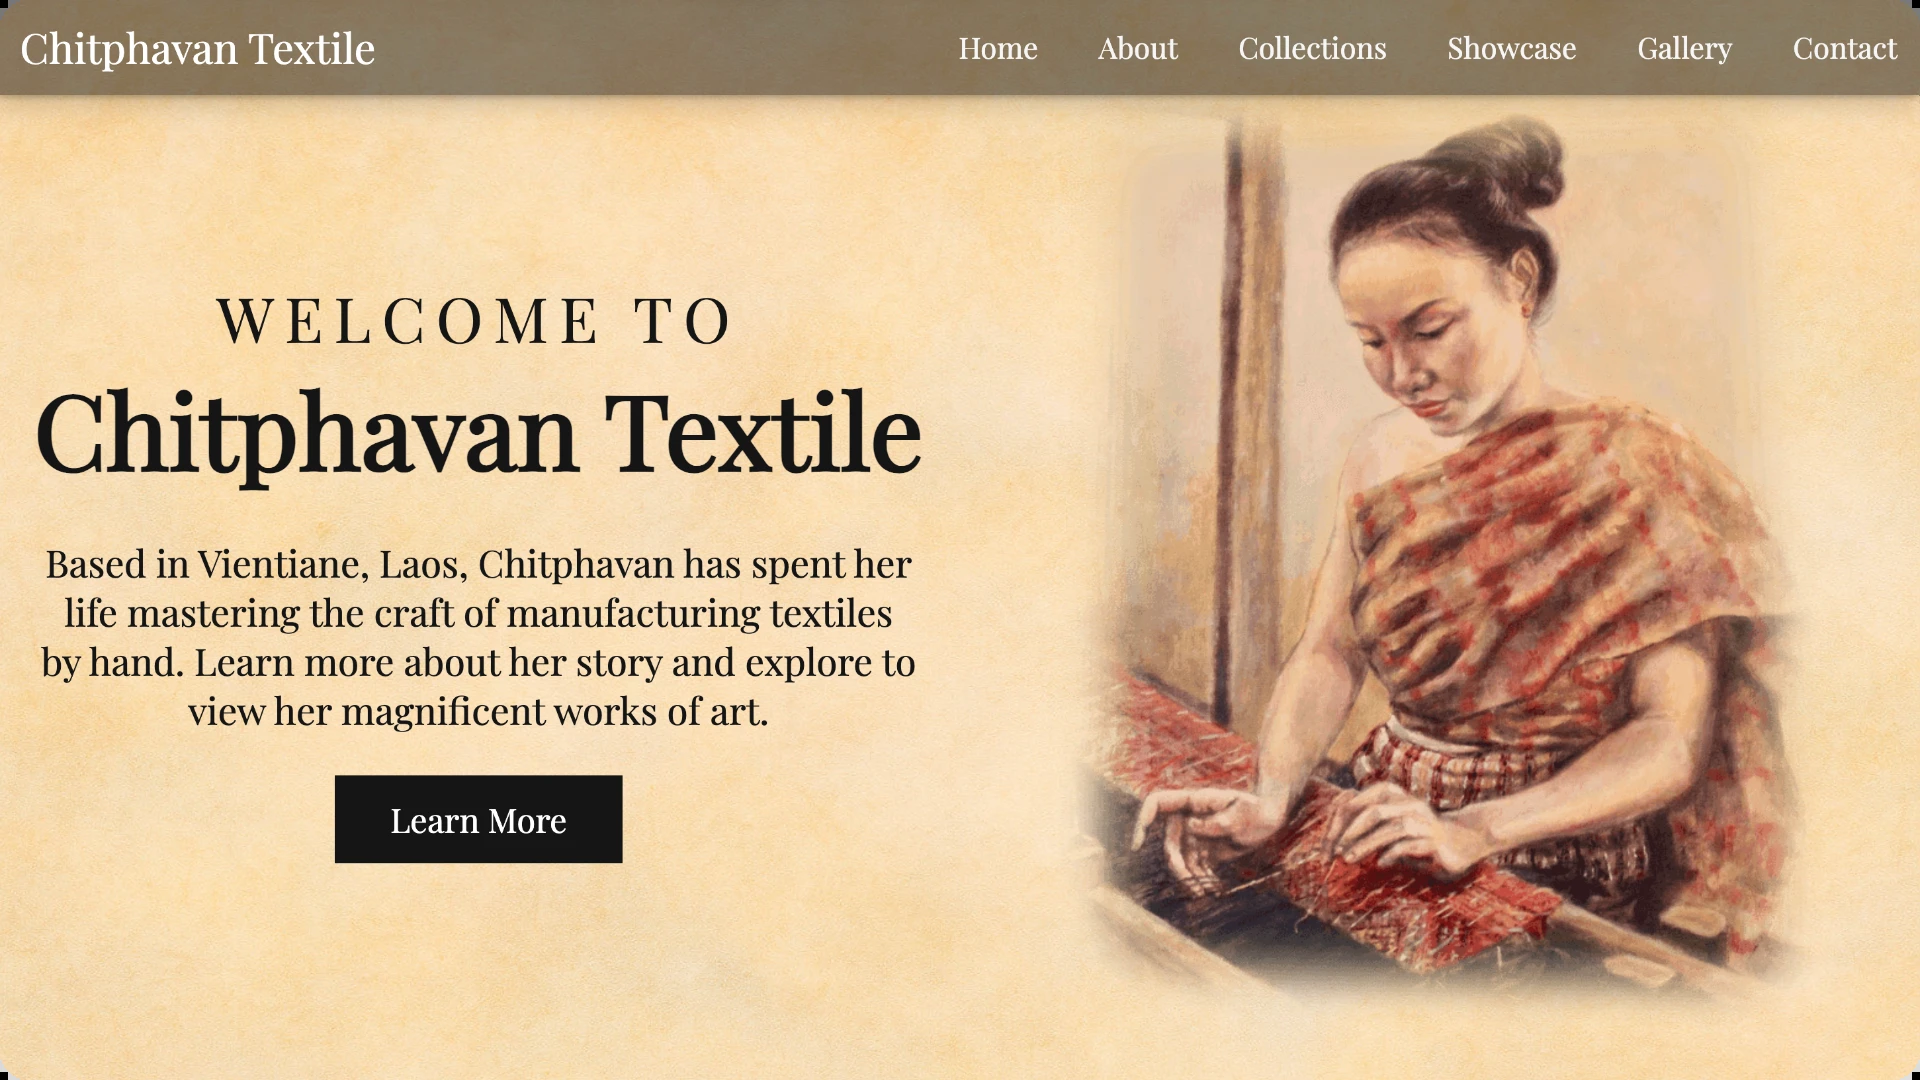 Chitphavan Textile
Home About Collections Showcase Gallery Contact
WELCOME TO
Chitphavan Textile
Based in Vientiane, Laos, Chitphavan has spent her
life mastering the craft of manufacturing textiles
by hand. Learn more about her story and explore to
view her magnificent works of art.
Learn More